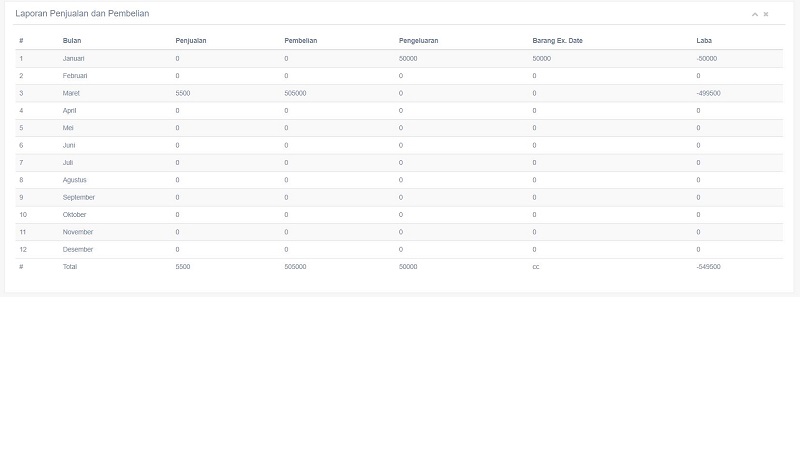 Laporan Penjualan dan Pembelian
# Bulan Penjualan Pembelian Pengeluaran Barang Ex. Date Laba
1 Januari 0 0 50000 50000 -50000
2 Februari 0 0 0 0 0
3 Maret 5500 505000 0 0 -499500
4 April 0 0 0 0 0
5 Mei 0 0 0 0 0
6 Juni 0 0 0 0 0
7 Juli 0 0 0 0 0
8 Agustus 0 0 0 0 0
9 September 0 0 0 0 0
10 Oktober 0 0 0 0 0
11 November 0 0 0 0 0
12 Desember 0 0 0 0 0
# Total 5500 505000 50000 cc -549500